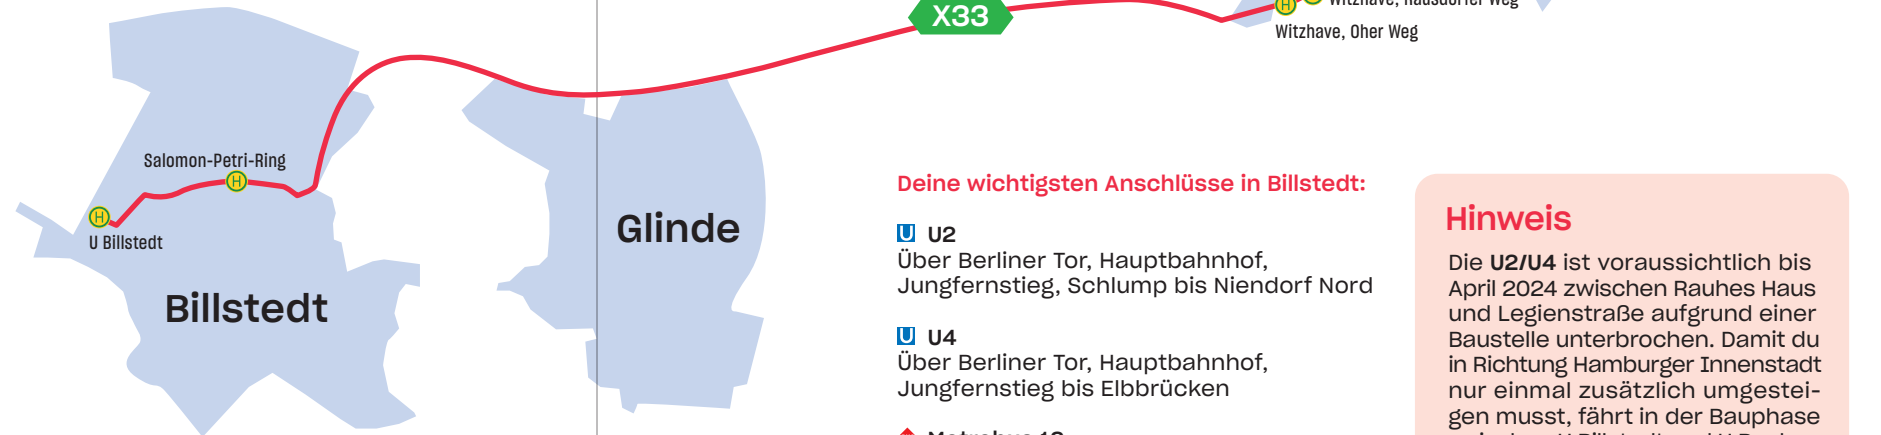 X33
Witzhave, Hausdorfer Weg
Witzhave, Oher Weg
Salomon-Petri-Ring
H
H
H
U Billstedt
Billstedt
Glinde
Deine wichtigsten Anschlüsse in Billstedt:
U U2
Über Berliner Tor, Hauptbahnhof,
Jungfernstieg, Schlump bis Niendorf Nord
U U4
Über Berliner Tor, Hauptbahnhof,
Jungfernstieg bis Elbbrücken
Hinweis
Die U2/U4 ist voraussichtlich bis
April 2024 zwischen Rauhes Haus
und Legienstraße aufgrund einer
Baustelle unterbrochen. Damit du
in Richtung Hamburger Innenstadt
nur einmal zusätzlich umgestei-
gen musst, fährt in der Bauphase